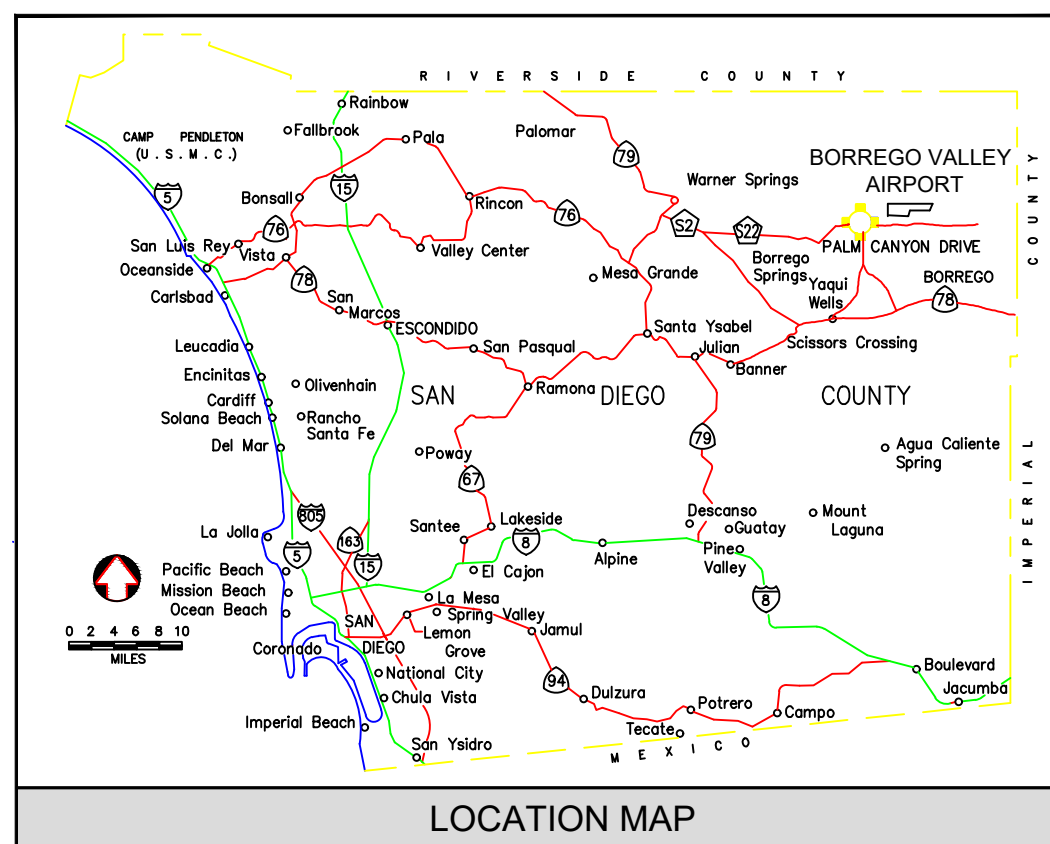 RIVERSIDE COUNTY
Rainbow
Fallbrook
CAMP PENDLETON
(U.S.M.C.)
Pala
Palomar
79
BORREGO VALLEY
AIRPORT
COUNTY
5
15
Bonsall
Rincon
76
Warner Springs
S2
S22
PALM CANYON DRIVE
San Luis Rey
76
Vista
Valley Center
Oceanside
78
Mesa Grande
Borrego
Springs
Yaqui
Wells
BORREGO
78
Carlsbad
San
Marcos
ESCONDIDO
Santa Ysabel
Julian
Scissors Crossing
Leucadia
San Pasqual
Banner
Encinitas
Olivenhain
Ramona
SAN DIEGO COUNTY
Cardiff
Solana Beach
Rancho
Santa Fe
Del Mar
Poway
79
Agua Caliente
Spring
67
IMPERIAL
805
La Jolla
163
5
15
Santee
Lakeside
8
Alpine
Descanso
Guatay
Pine
Valley
Mount
Laguna
Pacific Beach
El Cajon
Mission Beach
La Mesa
8
Ocean Beach
Spring Valley
SAN
DIEGO
Lemon
Grove
Jamul
0 2 4 6 8 10
MILES
Coronado
National City
94
Boulevard
Chula Vista
Dulzura
Jacumba
Imperial Beach
Potrero
Campo
Tecate
San Ysidro
MEXICO
LOCATION MAP